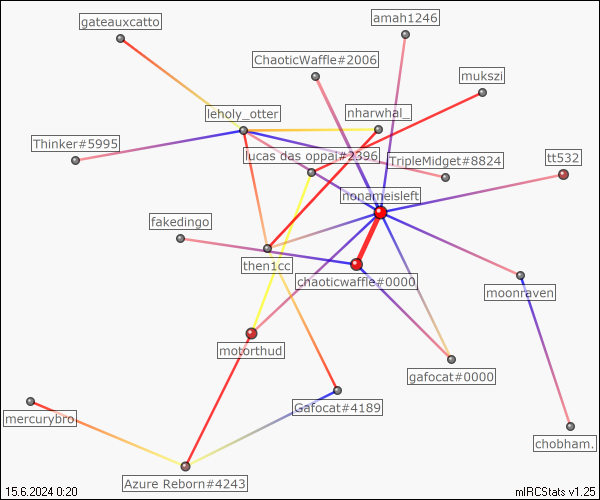 gateauxcatto
amah1246
ChaoticWaffle#2006
mukszi
leholy_otter
nharwhal_
Thinker#5995
lucas das oppai#2396
TripleMidget#8824
tt532
nonameisleft
fakedingo
then1cc
chaoticwaffle#0000
moonraven
motorthud
gafocat#0000
Gafocat#4189
mercurybro
chobham.
Azure Reborn#4243
15.6.2024 0:20
mIRCStats v1.25